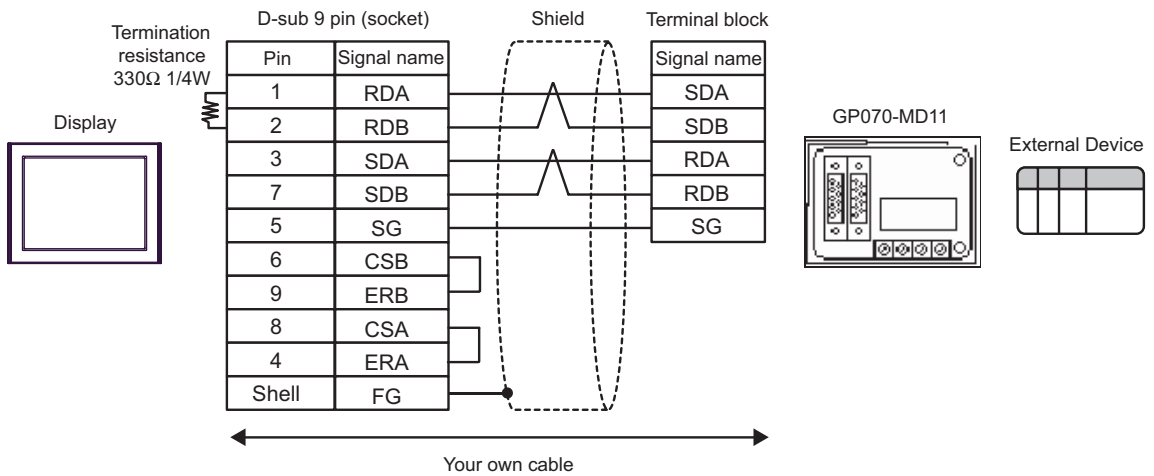 Termination
resistance
330Ω 1/4W
D-sub 9 pin (socket)
Shield
Terminal block
Pin Signal name Signal name
1 RDA SDA
2 RDB SDB
3 SDA RDA
7 SDB RDB
5 SG SG
6 CSB
9 ERB
8 CSA
4 ERA
Shell FG
Display
GP070-MD11
External Device
Your own cable